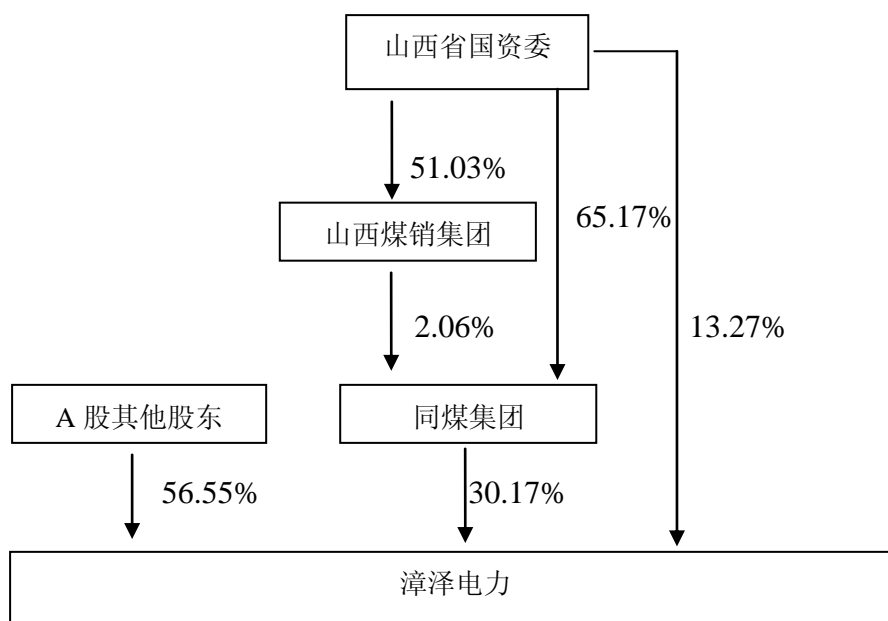 山西省国资委
51.03%
山西煤销集团
65.17%
2.06%
13.27%
A 股其他股东
同煤集团
56.55%
30.17%
漳泽电力